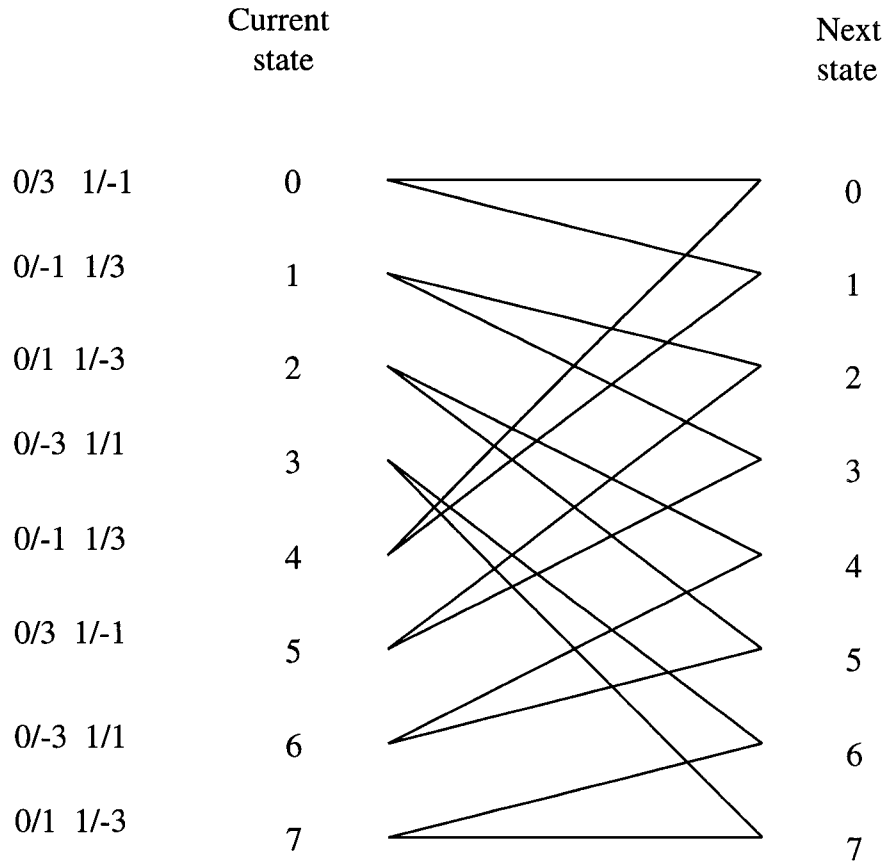 Current state
Next state
0/3 1/-1 0 0
0/-1 1/3 1 1
0/1 1/-3 2 2
0/-3 1/1 3 3
0/-1 1/3 4 4
0/3 1/-1 5 5
0/-3 1/1 6 6
0/1 1/-3 7 7